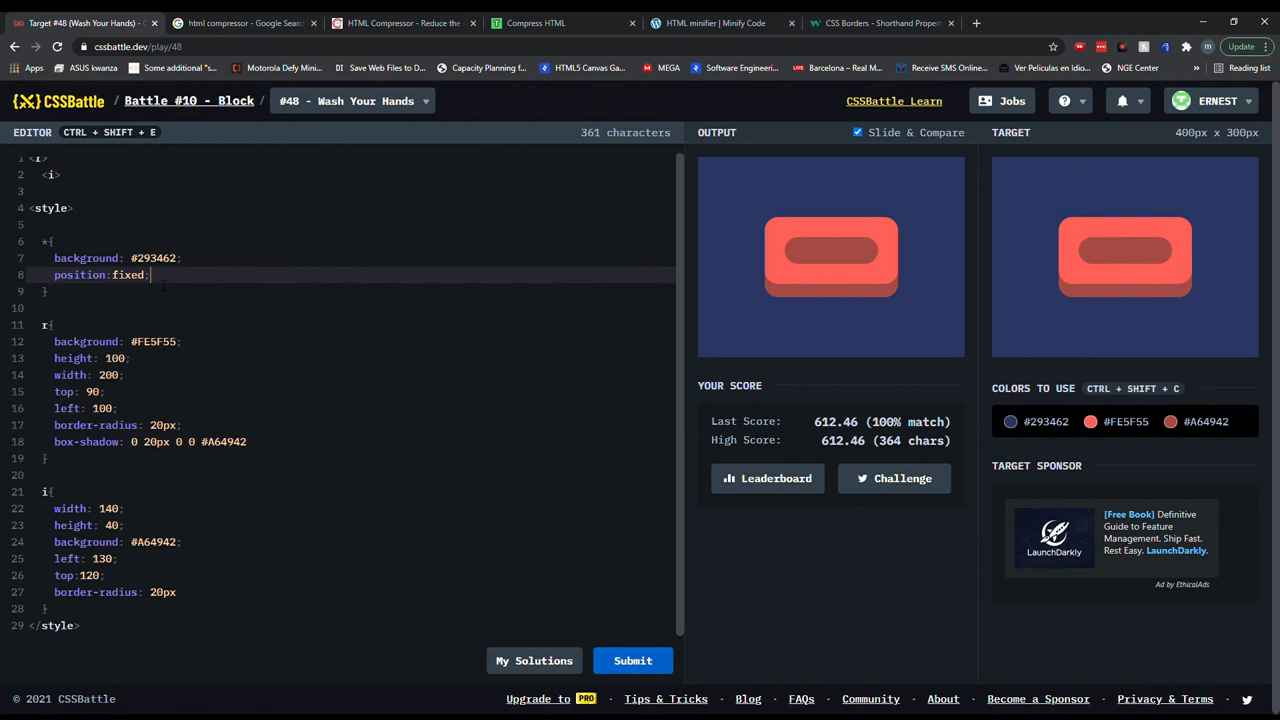 Target #48 (Wash Your Hands) - C
html compressor - Google Search
HTML Compressor - Reduce the
Compress HTML
HTML minifier | Minify Code
CSS Borders - Shorthand Propert
cssbattle.dev/play/48
m
Update
Apps
ASUS kwanza
Some additional "s...
Motorola Defy Mini...
DI Save Web Files to D...
Capacity Planning f...
HTML5 Canvas Ga...
MEGA
Software Engineeri...
LIVE Barcelona – Real M...
Receive SMS Online...
Ver Peliculas en Idio...
NGE Center
»
Reading list
CSSBattle / Battle #10 - Block / #48 - Wash Your Hands
CSSBattle Learn
Jobs
ERNEST
EDITOR CTRL + SHIFT + E
361 characters
OUTPUT
Slide & Compare
TARGET
400px x 300px
1 <r>
2 <i>
3
4 <style>
5
6 *{
7 background: #293462;
8 position:fixed;
9 }
10
11 r{
12 background: #FE5F55;
13 height: 100;
14 width: 200;
15 top: 90;
16 left: 100;
17 border-radius: 20px;
18 box-shadow: 0 20px 0 0 #A64942
19 }
20
21 i{
22 width: 140;
23 height: 40;
24 background: #A64942;
25 left: 130;
26 top:120;
27 border-radius: 20px
28 }
29 </style>
YOUR SCORE
Last Score: 612.46 (100% match)
High Score: 612.46 (364 chars)
Leaderboard
Challenge
COLORS TO USE CTRL + SHIFT + C
#293462 #FE5F55 #A64942
TARGET SPONSOR
LaunchDarkly
[Free Book] Definitive
Guide to Feature
Management. Ship Fast.
Rest Easy. LaunchDarkly.
Ad by EthicalAds
My Solutions
Submit
© 2021 CSSBattle
Upgrade to PRO
Tips & Tricks
Blog
FAQs
Community
About
Become a Sponsor
Privacy & Terms